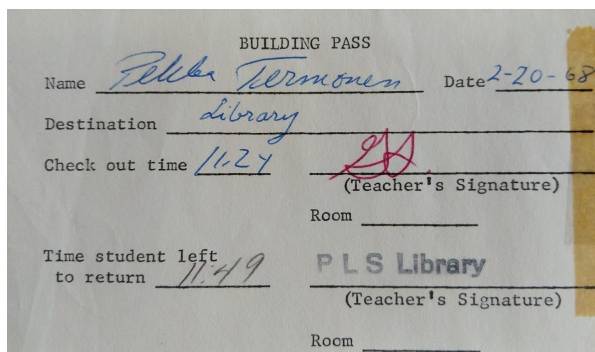 BUILDING PASS
Name Pekka Termonen Date 2-20-68
Destination Library
Check out time 11.24
(Teacher's Signature)
Room
Time student left
to return 11:49 PLS Library
(Teacher's Signature)
Room